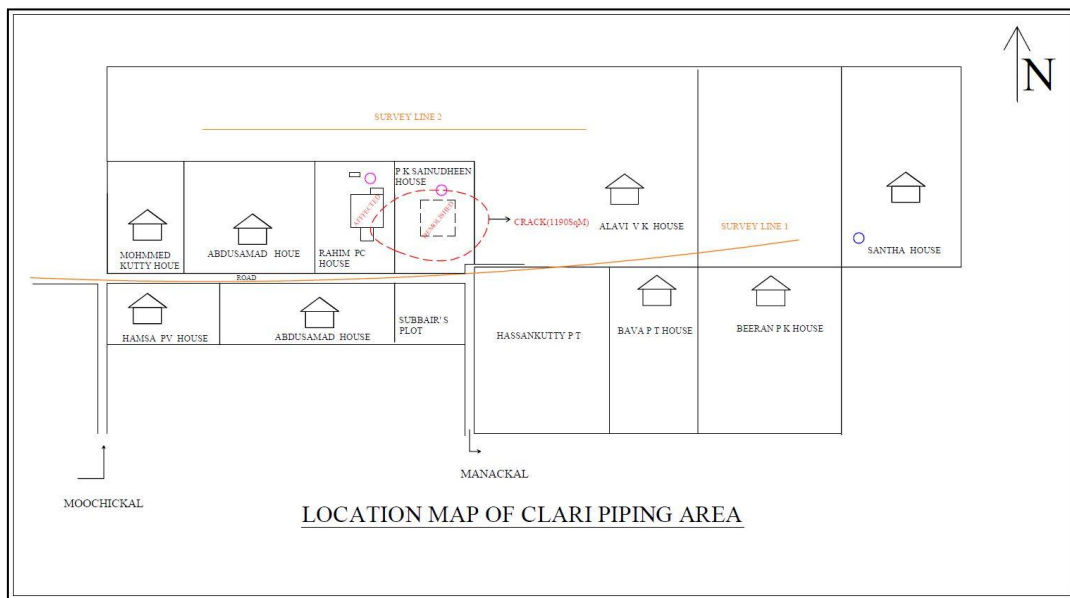 N
SURVEY LINE 2
P K SAINUDHEEN
HOUSE
AFFECTED
DEMOLISHED
CRACK(1190SqM)
ALAVI V K HOUSE
SURVEY LINE 1
MOHMMED
KUTTY HOUE
ABDUSAMAD HOUE
RAHIM PC
HOUSE
SANTHA HOUSE
ROAD
HAMSA PV HOUSE
ABDUSAMAD HOUSE
SUBBAIR'S
PLOT
HASSANKUTTY P T
BAVA P T HOUSE
BEERAN P K HOUSE
MOOCHICKAL
MANACKAL
LOCATION MAP OF CLARI PIPING AREA